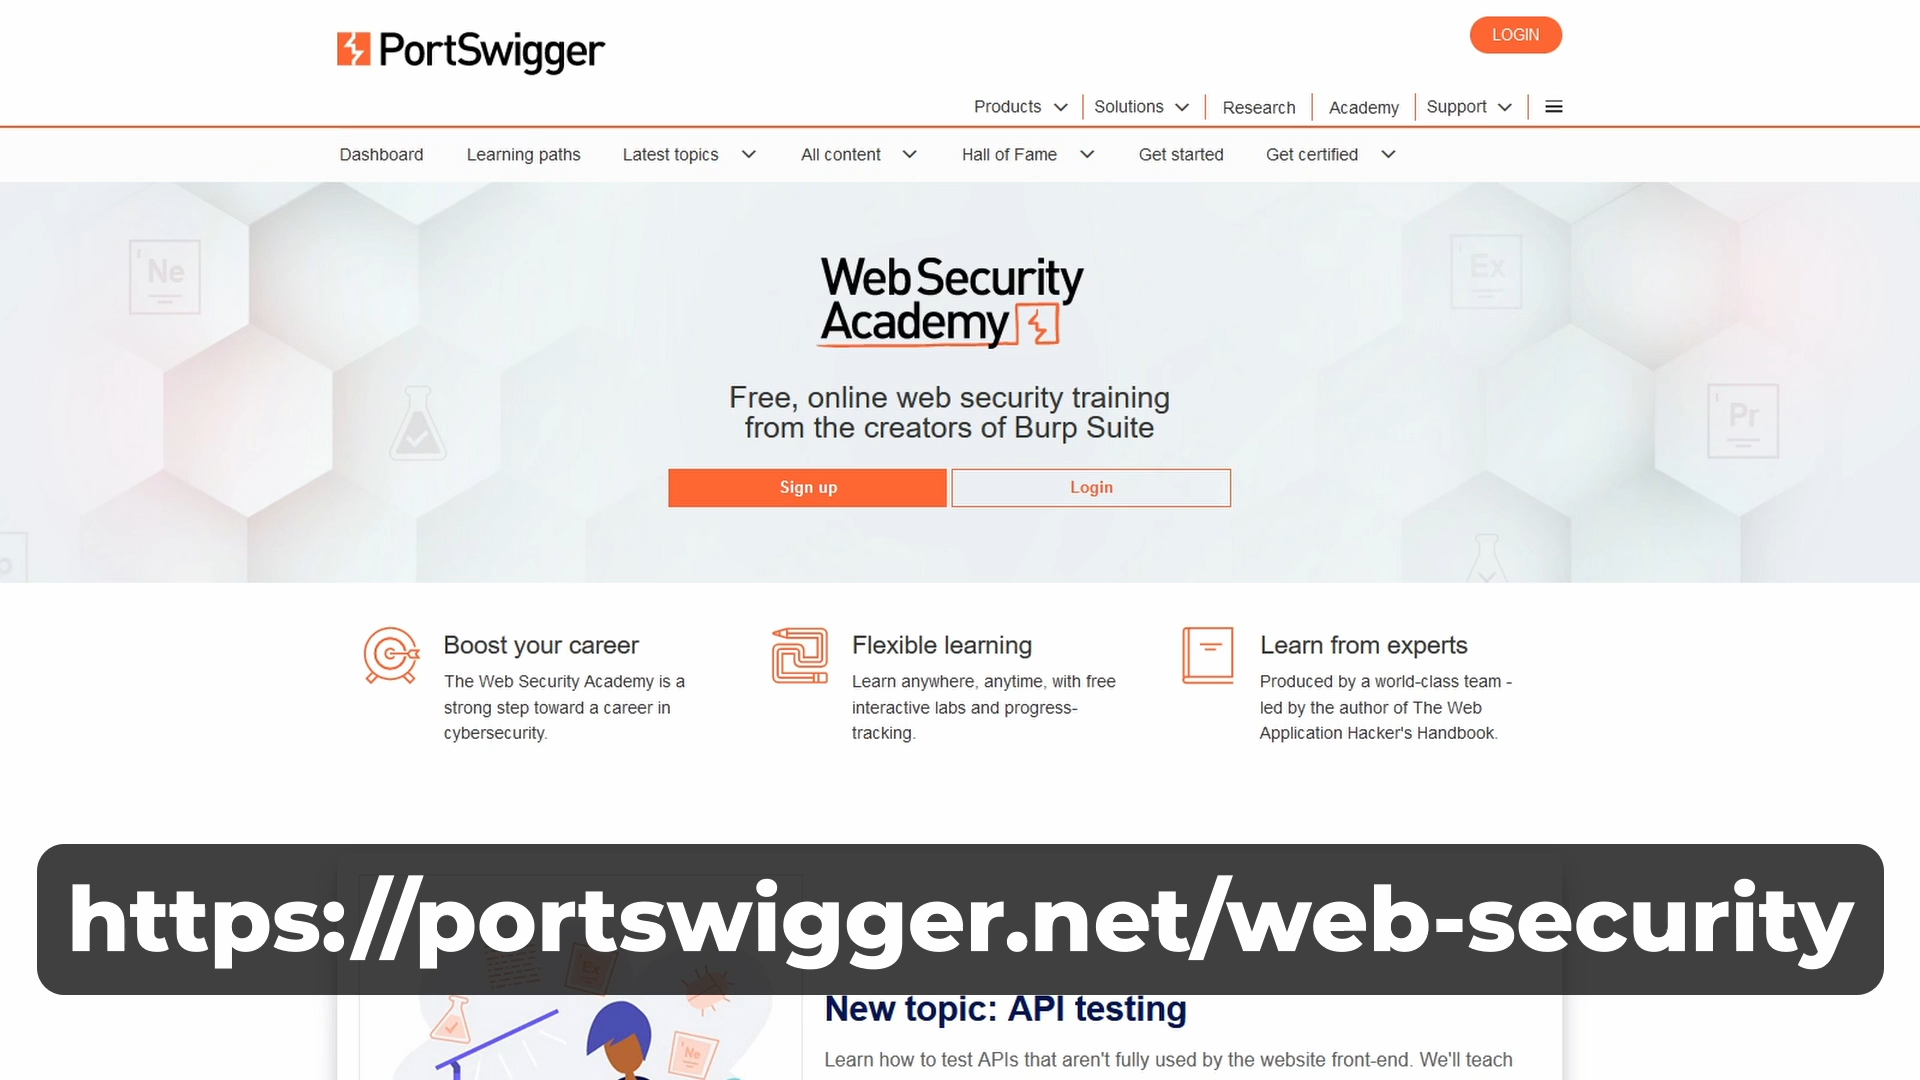 PortSwigger
LOGIN
Products
Solutions
Research
Academy
Support
Dashboard
Learning paths
Latest topics
All content
Hall of Fame
Get started
Get certified
Ne
Ex
Pr
Web Security
Academy
Free, online web security training
from the creators of Burp Suite
Sign up
Login
Boost your career
The Web Security Academy is a
strong step toward a career in
cybersecurity.
Flexible learning
Learn anywhere, anytime, with free
interactive labs and progress-
tracking.
Learn from experts
Produced by a world-class team -
led by the author of The Web
Application Hacker's Handbook.
https://portswigger.net/web-security
Ex
Ne
New topic: API testing
Learn how to test APIs that aren't fully used by the website front-end. We'll teach